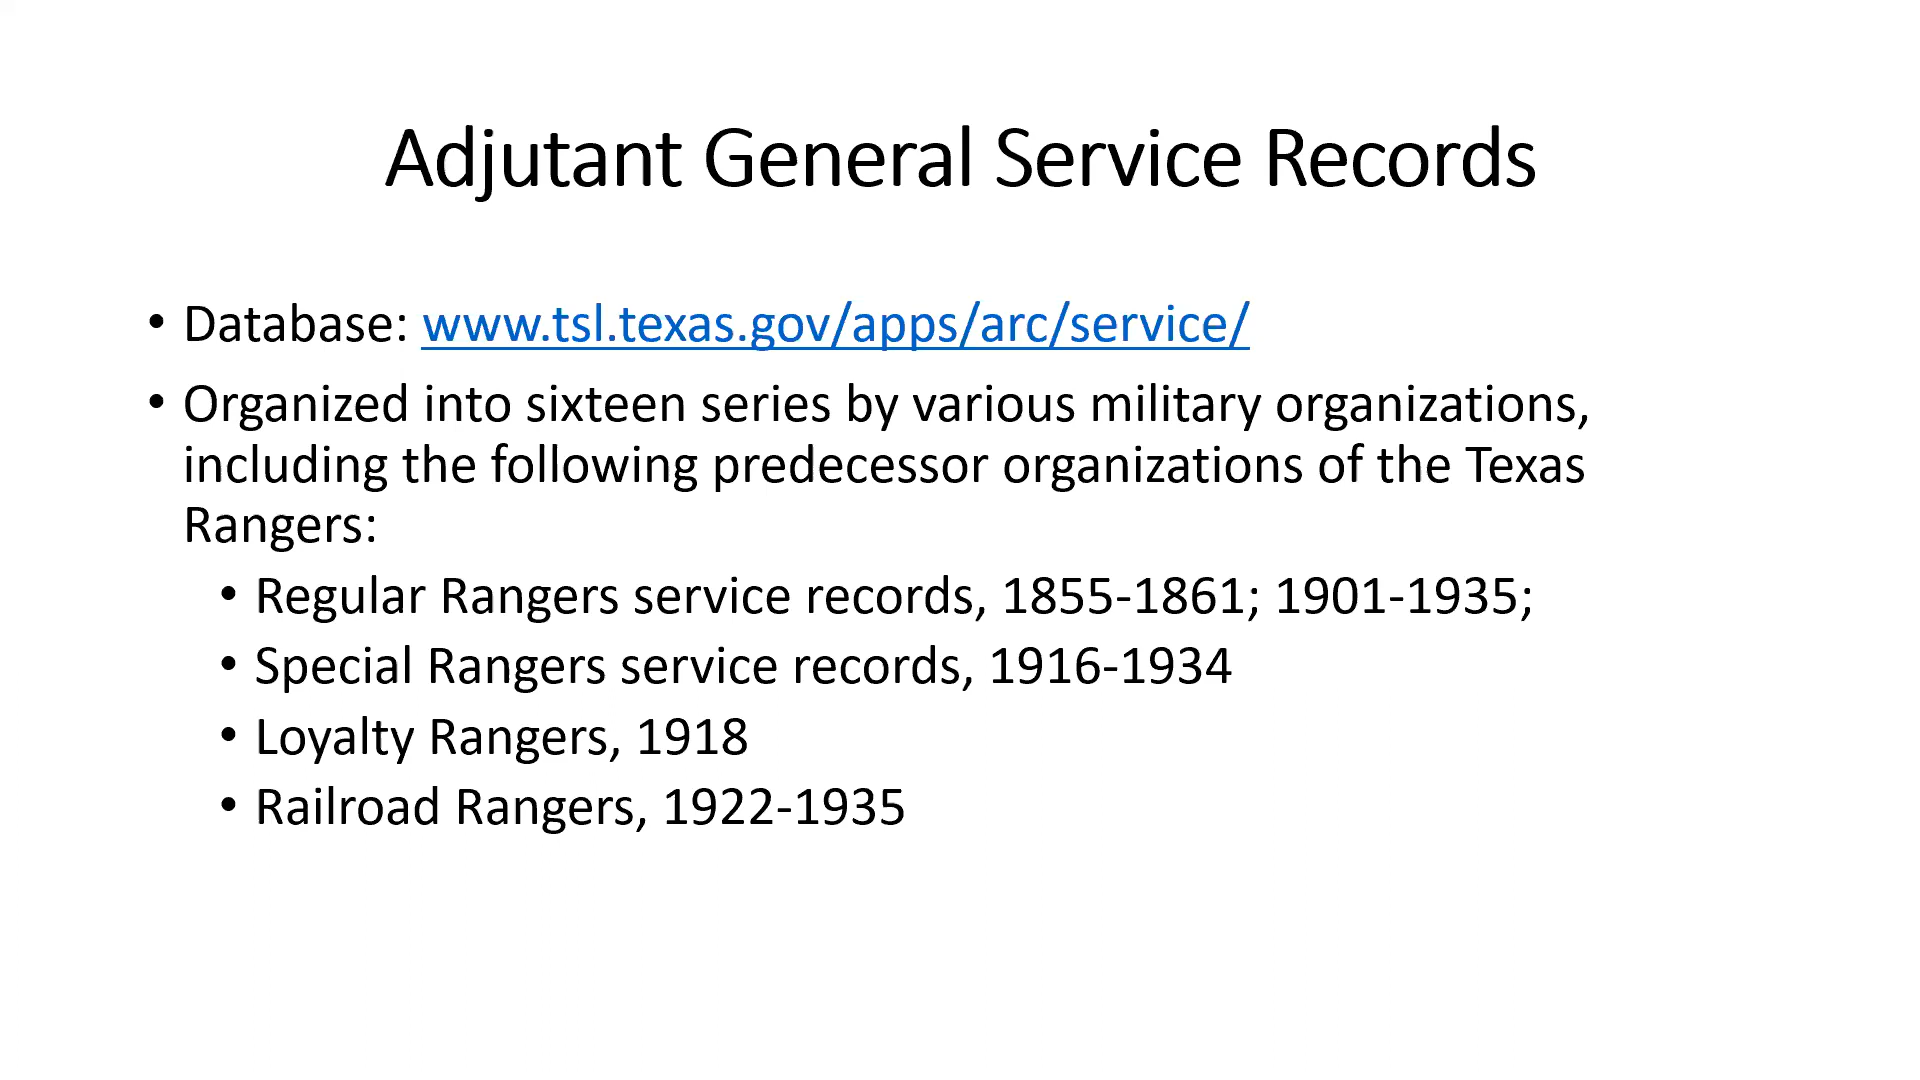 Adjutant General Service Records
• Database: www.tsl.texas.gov/apps/arc/service/
• Organized into sixteen series by various military organizations,
including the following predecessor organizations of the Texas
Rangers:
• Regular Rangers service records, 1855-1861; 1901-1935;
• Special Rangers service records, 1916-1934
• Loyalty Rangers, 1918
• Railroad Rangers, 1922-1935